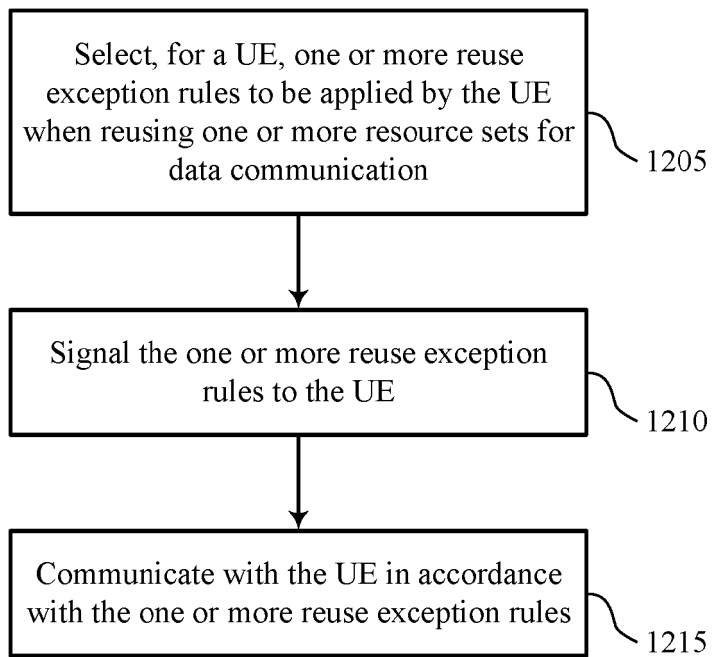 Select, for a UE, one or more reuse
exception rules to be applied by the UE
when reusing one or more resource sets for
data communication
1205
Signal the one or more reuse exception
rules to the UE
1210
Communicate with the UE in accordance
with the one or more reuse exception rules
1215